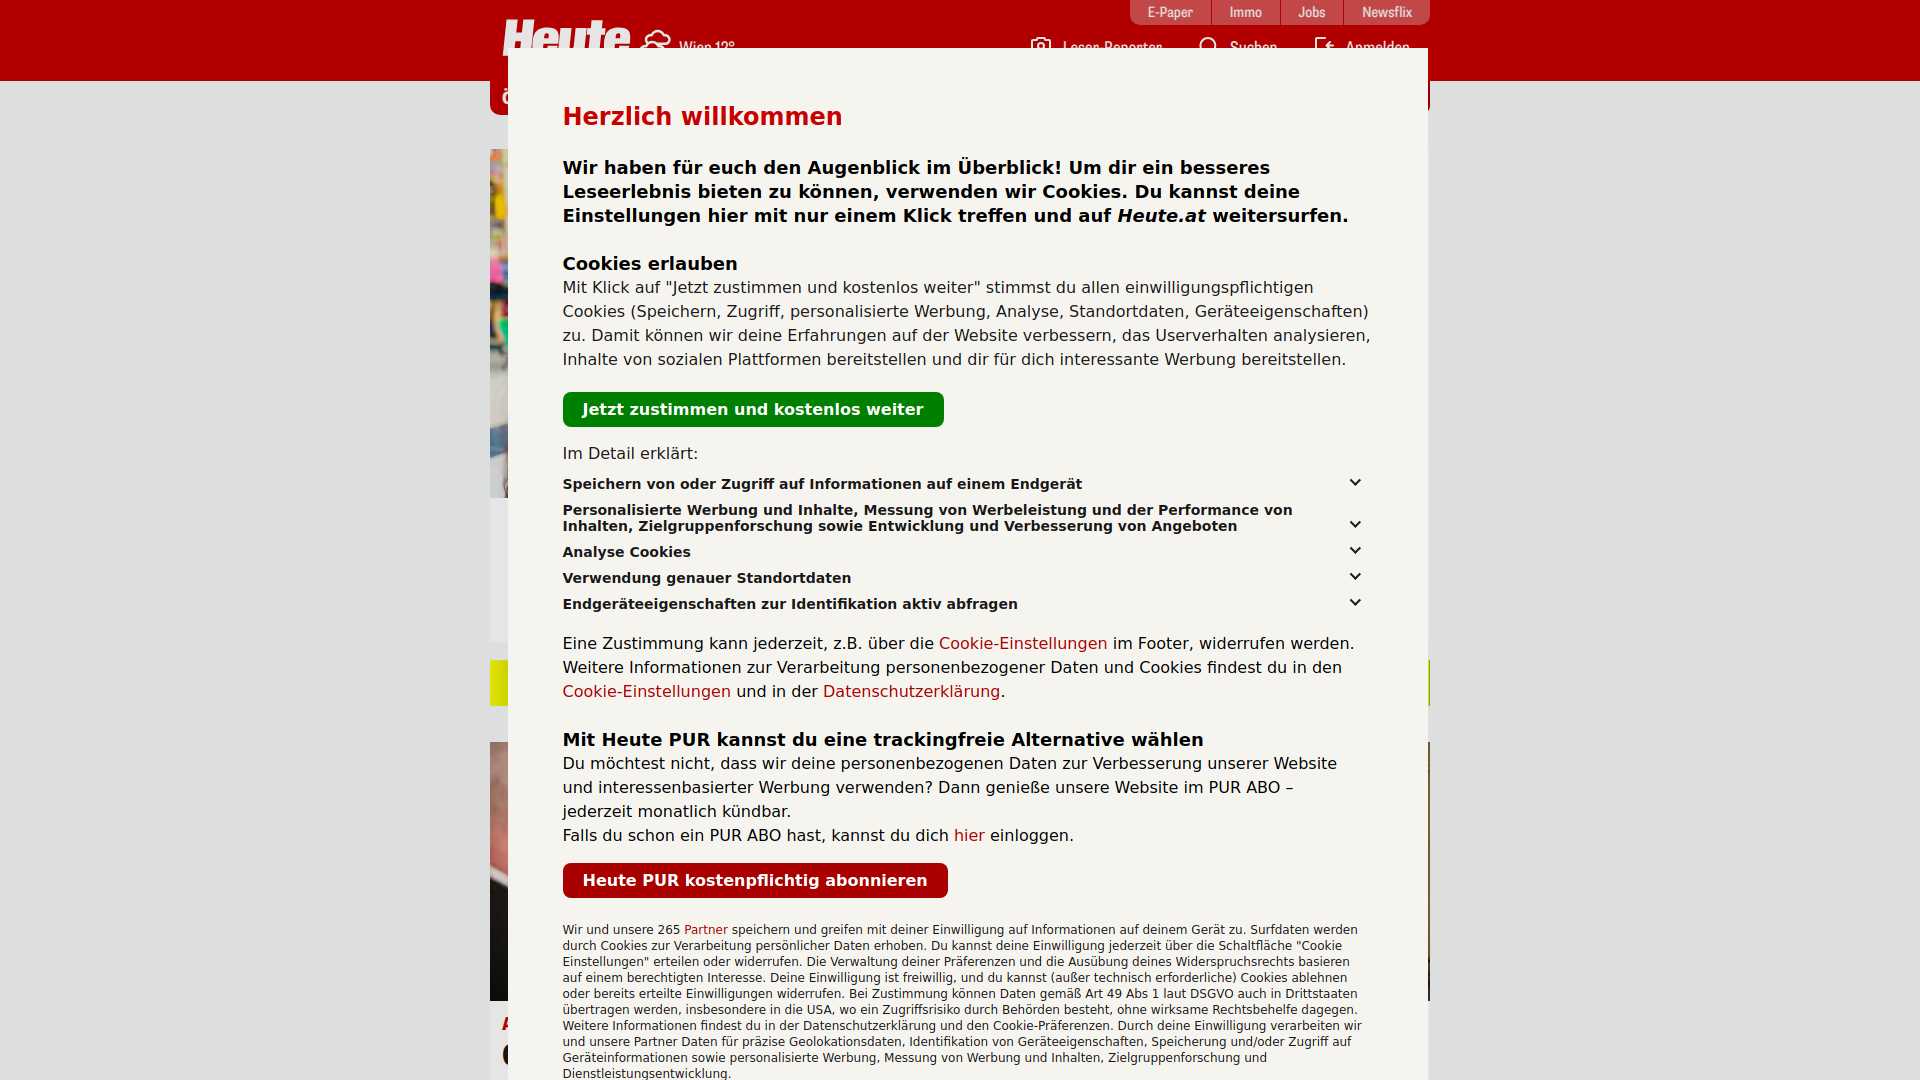 E-Paper
Immo
Jobs
Newsflix
Heute
Wien 12°
Leser-Reporter
Suchen
Anmelden
Herzlich willkommen
Wir haben für euch den Augenblick im Überblick! Um dir ein besseres
Leseerlebnis bieten zu können, verwenden wir Cookies. Du kannst deine
Einstellungen hier mit nur einem Klick treffen und auf Heute.at weitersurfen.
Cookies erlauben
Mit Klick auf "Jetzt zustimmen und kostenlos weiter" stimmst du allen einwilligungspflichtigen
Cookies (Speichern, Zugriff, personalisierte Werbung, Analyse, Standortdaten, Geräteeigenschaften)
zu. Damit können wir deine Erfahrungen auf der Website verbessern, das Userverhalten analysieren,
Inhalte von sozialen Plattformen bereitstellen und dir für dich interessante Werbung bereitstellen.
Jetzt zustimmen und kostenlos weiter
Im Detail erklärt:
Speichern von oder Zugriff auf Informationen auf einem Endgerät
Personalisierte Werbung und Inhalte, Messung von Werbeleistung und der Performance von
Inhalten, Zielgruppenforschung sowie Entwicklung und Verbesserung von Angeboten
Analyse Cookies
Verwendung genauer Standortdaten
Endgeräteeigenschaften zur Identifikation aktiv abfragen
Eine Zustimmung kann jederzeit, z.B. über die Cookie-Einstellungen im Footer, widerrufen werden.
Weitere Informationen zur Verarbeitung personenbezogener Daten und Cookies findest du in den
Cookie-Einstellungen und in der Datenschutzerklärung.
Mit Heute PUR kannst du eine trackingfreie Alternative wählen
Du möchtest nicht, dass wir deine personenbezogenen Daten zur Verbesserung unserer Website
und interessenbasierter Werbung verwenden? Dann genieße unsere Website im PUR ABO –
jederzeit monatlich kündbar.
Falls du schon ein PUR ABO hast, kannst du dich hier einloggen.
Heute PUR kostenpflichtig abonnieren
Wir und unsere 265 Partner speichern und greifen mit deiner Einwilligung auf Informationen auf deinem Gerät zu. Surfdaten werden
durch Cookies zur Verarbeitung persönlicher Daten erhoben. Du kannst deine Einwilligung jederzeit über die Schaltfläche "Cookie
Einstellungen" erteilen oder widerrufen. Die Verwaltung deiner Präferenzen und die Ausübung deines Widerspruchsrechts basieren
auf einem berechtigten Interesse. Deine Einwilligung ist freiwillig, und du kannst (außer technisch erforderliche) Cookies ablehnen
oder bereits erteilte Einwilligungen widerrufen. Bei Zustimmung können Daten gemäß Art 49 Abs 1 laut DSGVO auch in Drittstaaten
übertragen werden, insbesondere in die USA, wo ein Zugriffsrisiko durch Behörden besteht, ohne wirksame Rechtsbehelfe dagegen.
Weitere Informationen findest du in der Datenschutzerklärung und den Cookie-Präferenzen. Durch deine Einwilligung verarbeiten wir
und unsere Partner Daten für präzise Geolokationsdaten, Identifikation von Geräteeigenschaften, Speicherung und/oder Zugriff auf
Geräteinformationen sowie personalisierte Werbung, Messung von Werbung und Inhalten, Zielgruppenforschung und
Dienstleistungsentwicklung.